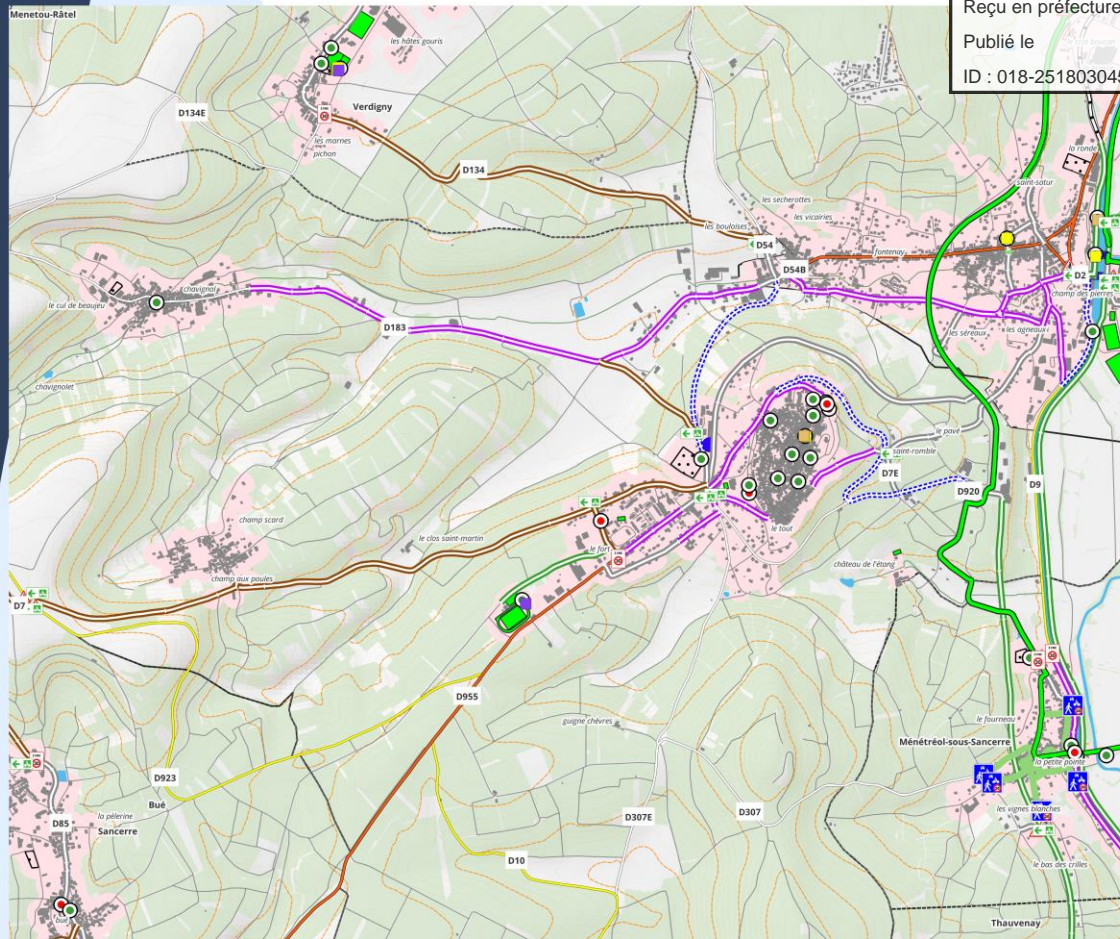 Menetou-Râtel
Reçu en préfecture
Publié le
ID : 018-25180304
les hâtes gouris
D134E
Verdigny
les marnes
pichon
la ronde
D134
saint-satur
les secherottes
les vicairies
les bouloises
D54
fontenay
D54B
D2
chavignol
le cul de beaujeu
champ des pierres
D183
les séreaux
les agneaux
chavignolet
le pavé
saint-romble
D7E
D920
D9
champ scard
le clos saint-martin
le tout
le fort
château de l'étang
champ aux poules
D7
D955
guigne chèvres
le fourneau
Ménétréol-sous-Sancerre
la petite pointe
D923
Bué
la pèlerine
Sancerre
D85
D307E
D307
les vignes blanches
D10
le bas des crilles
bué
Thauvenay